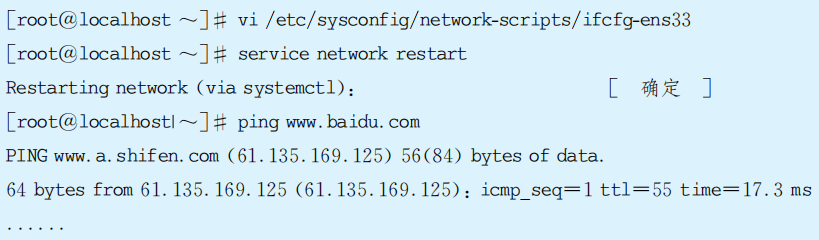 [root@localhost ～]# vi /etc/sysconfig/network-scripts/ifcfg-ens33
[root@localhost ～]# service network restart
Restarting network (via systemctl)： [ 确定 ]
[root@localhost ～]# ping www.baidu.com
PING www.a.shifen.com (61.135.169.125) 56(84) bytes of data.
64 bytes from 61.135.169.125 (61.135.169.125)：icmp_seq=1 ttl=55 time=17.3 ms
......